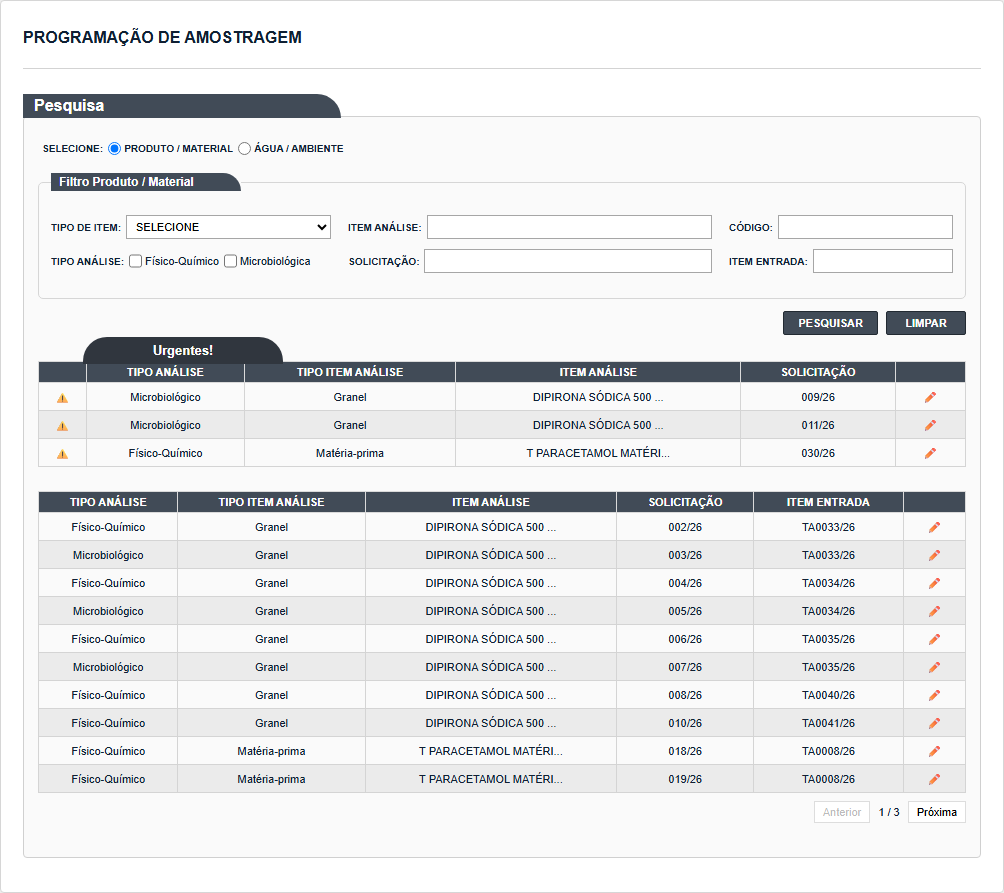 PROGRAMAÇÃO DE AMOSTRAGEM
Pesquisa
SELECIONE: PRODUTO / MATERIAL ÁGUA / AMBIENTE
Filtro Produto / Material
TIPO DE ITEM: SELECIONE ITEM ANÁLISE: CÓDIGO:
TIPO ANÁLISE: Físico-Químico Microbiológica SOLICITAÇÃO: ITEM ENTRADA:
PESQUISAR LIMPAR
Urgentes!
TIPO ANÁLISE TIPO ITEM ANÁLISE ITEM ANÁLISE SOLICITAÇÃO
Microbiológico Granel DIPIRONA SÓDICA 500 ... 009/26
Microbiológico Granel DIPIRONA SÓDICA 500 ... 011/26
Físico-Químico Matéria-prima T PARACETAMOL MATÉRI... 030/26
TIPO ANÁLISE TIPO ITEM ANÁLISE ITEM ANÁLISE SOLICITAÇÃO ITEM ENTRADA
Físico-Químico Granel DIPIRONA SÓDICA 500 ... 002/26 TA0033/26
Microbiológico Granel DIPIRONA SÓDICA 500 ... 003/26 TA0033/26
Físico-Químico Granel DIPIRONA SÓDICA 500 ... 004/26 TA0034/26
Microbiológico Granel DIPIRONA SÓDICA 500 ... 005/26 TA0034/26
Físico-Químico Granel DIPIRONA SÓDICA 500 ... 006/26 TA0035/26
Microbiológico Granel DIPIRONA SÓDICA 500 ... 007/26 TA0035/26
Físico-Químico Granel DIPIRONA SÓDICA 500 ... 008/26 TA0040/26
Físico-Químico Granel DIPIRONA SÓDICA 500 ... 010/26 TA0041/26
Físico-Químico Matéria-prima T PARACETAMOL MATÉRI... 018/26 TA0008/26
Físico-Químico Matéria-prima T PARACETAMOL MATÉRI... 019/26 TA0008/26
Anterior 1 / 3 Próxima